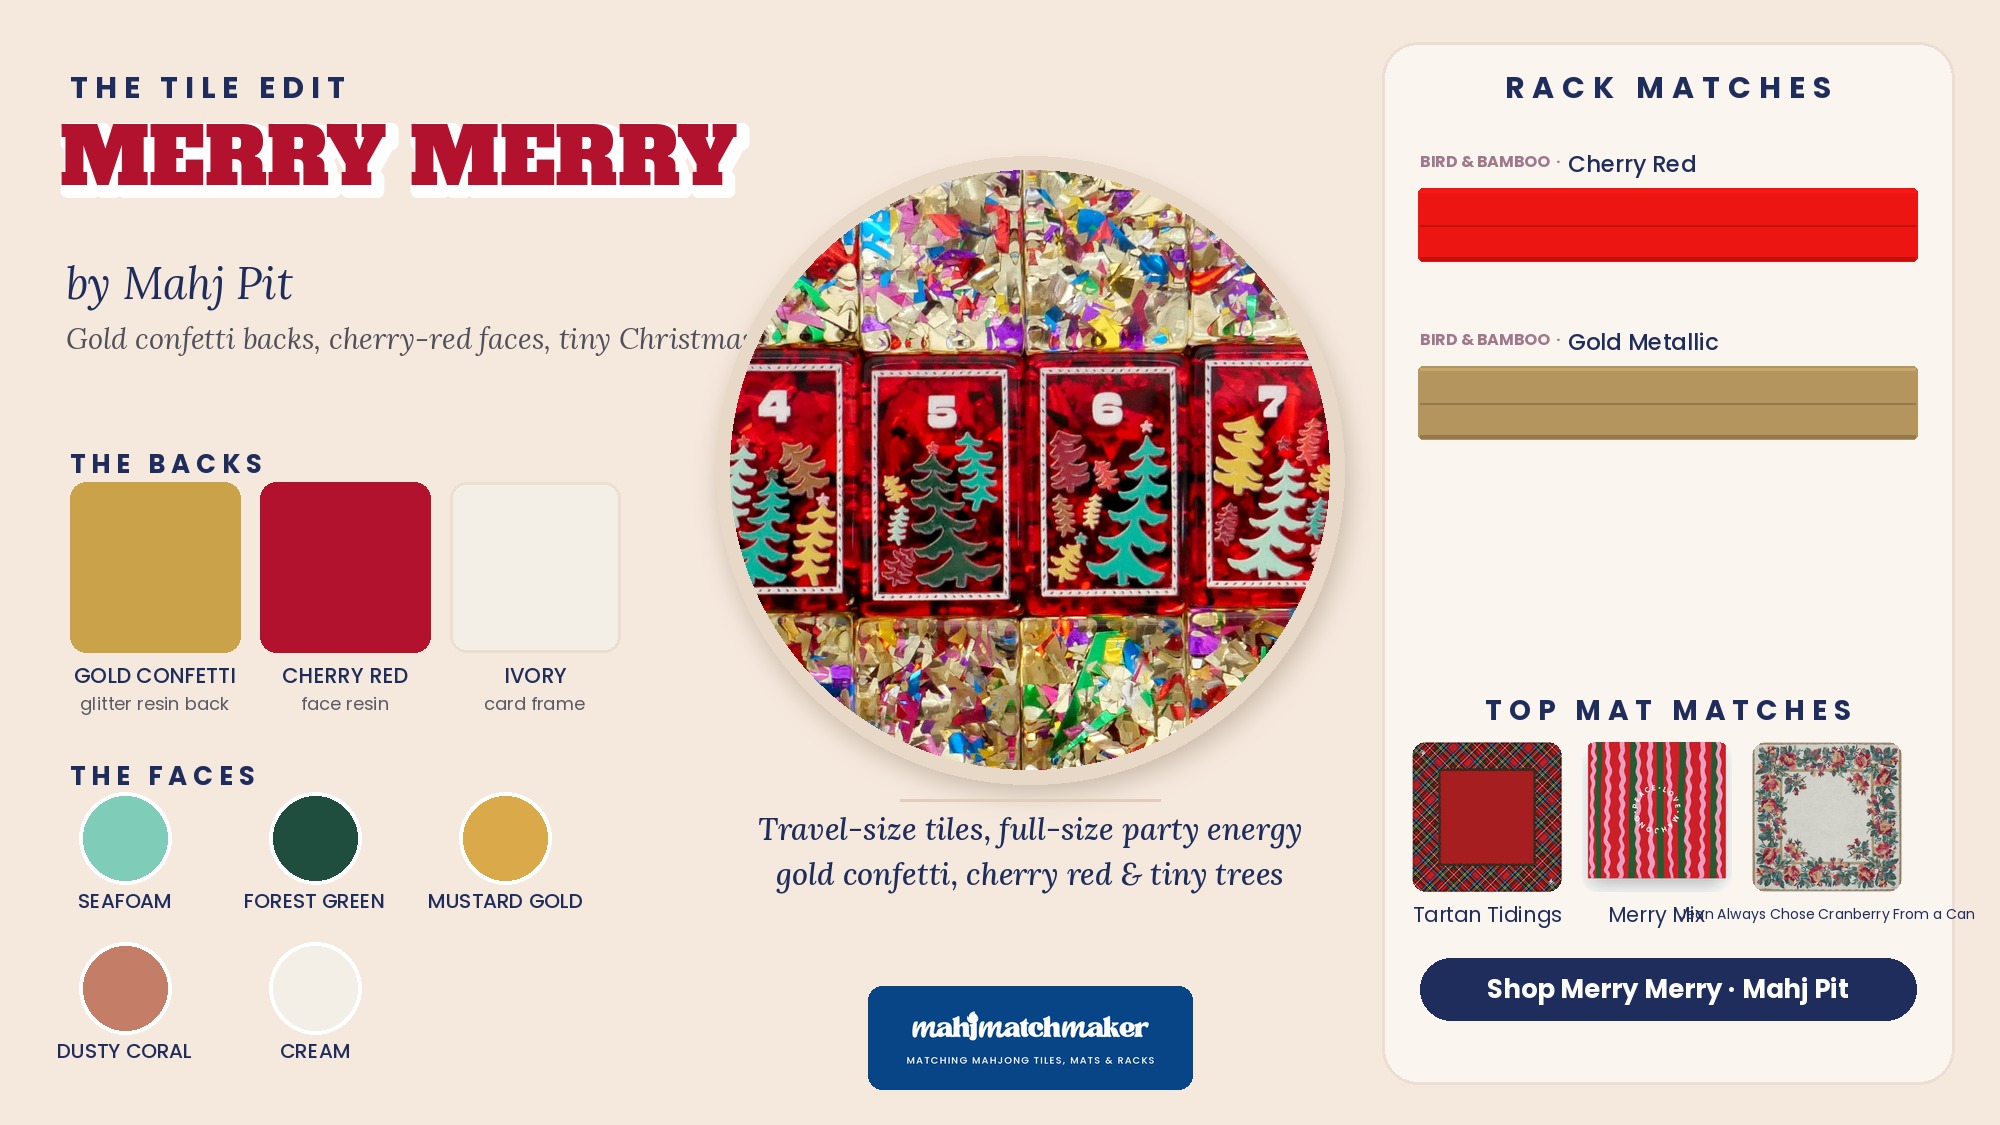 THE TILE EDIT
MERRY MERRY
by Mahj Pit
Gold confetti backs, cherry-red faces, tiny Christmas
THE BACKS
GOLD CONFETTI
glitter resin back
CHERRY RED
face resin
IVORY
card frame
THE FACES
SEAFOAM
FOREST GREEN
MUSTARD GOLD
DUSTY CORAL
CREAM
4 5 6 7
Travel-size tiles, full-size party energy
gold confetti, cherry red & tiny trees
mahjmatchmaker
MATCHING MAHJONG TILES, MATS & RACKS
RACK MATCHES
BIRD & BAMBOO · Cherry Red
BIRD & BAMBOO · Gold Metallic
TOP MAT MATCHES
PEACE·LOVE·MAHJONG
Tartan Tidings
Merry Mix
Always Chose Cranberry From a Can
Shop Merry Merry · Mahj Pit